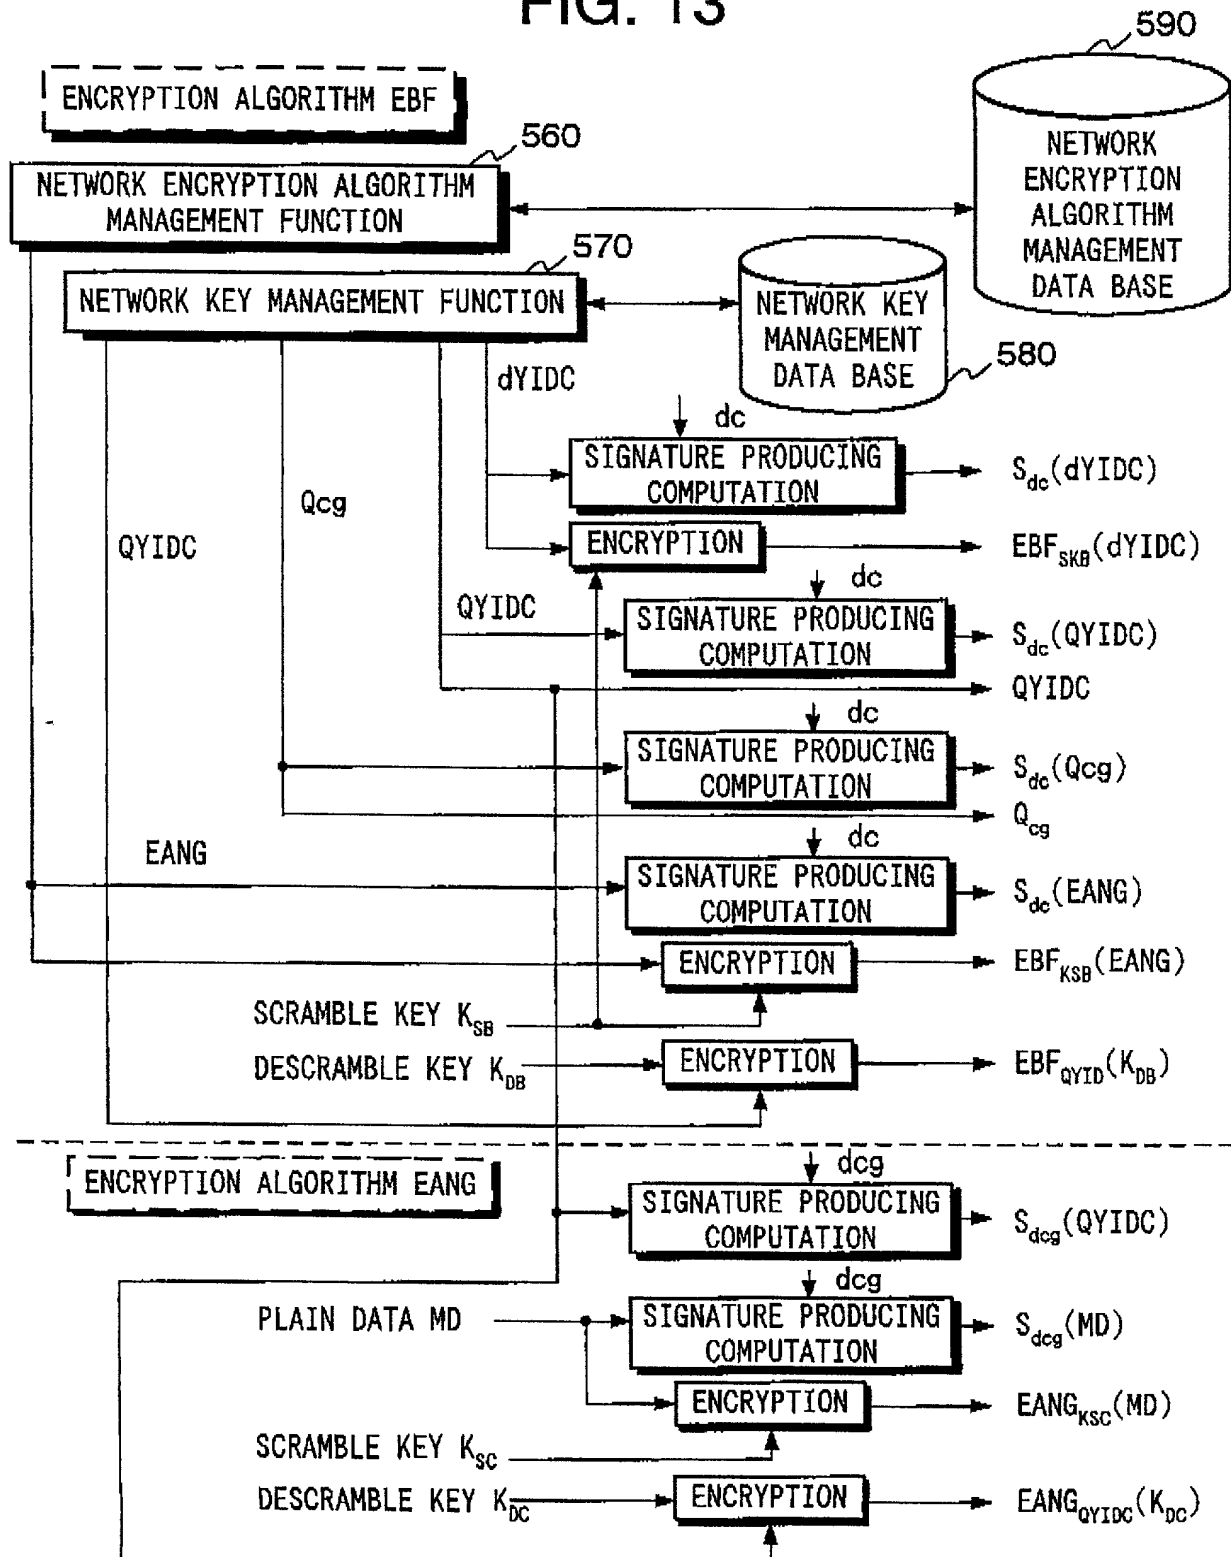 FIG. 13
590
ENCRYPTION ALGORITHM EBF
560
NETWORK ENCRYPTION ALGORITHM
MANAGEMENT FUNCTION
NETWORK
ENCRYPTION
ALGORITHM
MANAGEMENT
DATA BASE
570
NETWORK KEY MANAGEMENT FUNCTION
NETWORK KEY
MANAGEMENT
DATA BASE
580
dYIDC
dc
SIGNATURE PRODUCING
COMPUTATION
S_dc(dYIDC)
Qcg
QYIDC
ENCRYPTION
EBF_SKB(dYIDC)
dc
QYIDC
SIGNATURE PRODUCING
COMPUTATION
S_dc(QYIDC)
QYIDC
dc
SIGNATURE PRODUCING
COMPUTATION
S_dc(Qcg)
Q_cg
dc
EANG
SIGNATURE PRODUCING
COMPUTATION
S_dc(EANG)
ENCRYPTION
EBF_KSB(EANG)
SCRAMBLE KEY K_SB
DESCRAMBLE KEY K_DB
ENCRYPTION
EBF_QYID(K_DB)
ENCRYPTION ALGORITHM EANG
dcg
SIGNATURE PRODUCING
COMPUTATION
S_dcg(QYIDC)
dcg
PLAIN DATA MD
SIGNATURE PRODUCING
COMPUTATION
S_dcg(MD)
ENCRYPTION
EANG_KSC(MD)
SCRAMBLE KEY K_SC
DESCRAMBLE KEY K_DC
ENCRYPTION
EANG_QYIDC(K_DC)